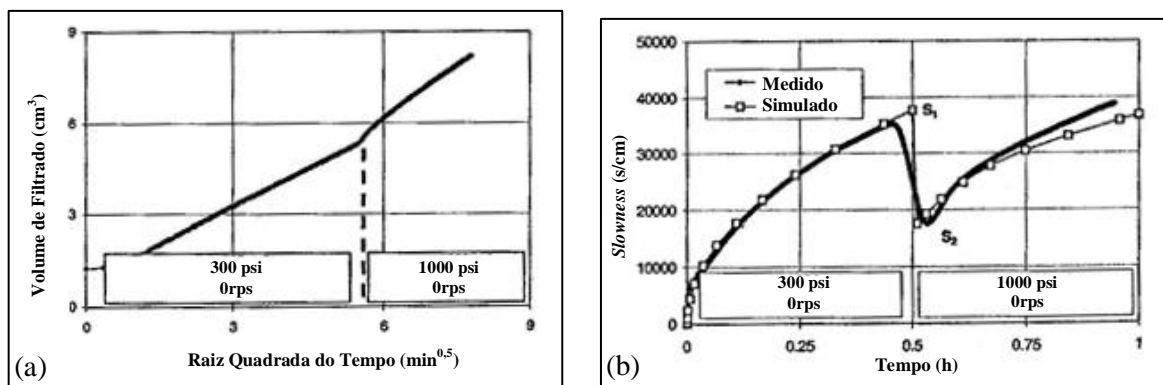 9
6
3
0
0
3
6
9
Volume de Filtrado (cm³)
300 psi
0rps
1000 psi
0rps
Raiz Quadrada do Tempo (min⁰,⁵)
(a)
50000
40000
30000
20000
10000
0
Slowness (s/cm)
Medido
Simulado
S₁
S₂
300 psi
0rps
1000 psi
0rps
0
0.25
0.5
0.75
1
Tempo (h)
(b)